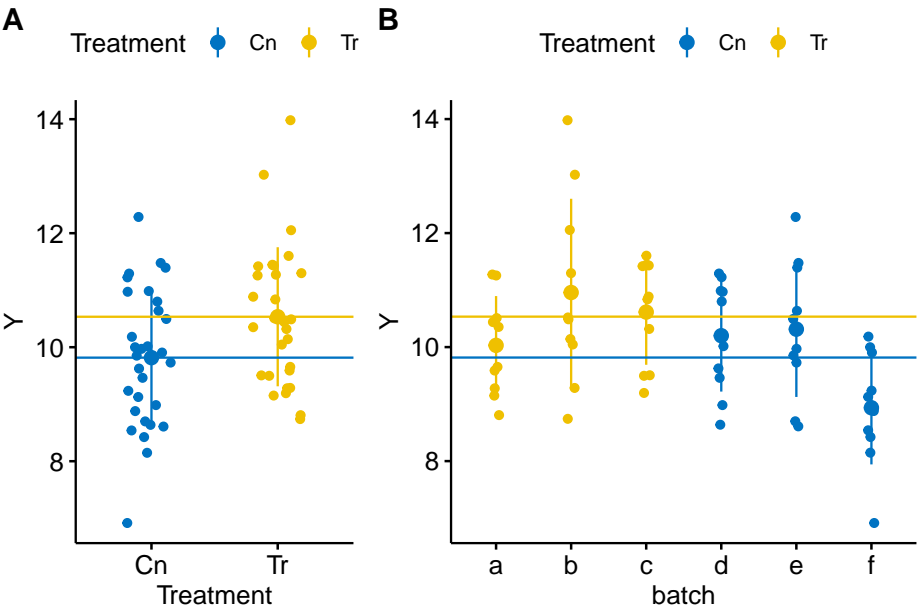 A
Treatment Cn Tr
Y
14
12
10
8
Cn Tr
Treatment
B
Treatment Cn Tr
Y
14
12
10
8
a b c d e f
batch